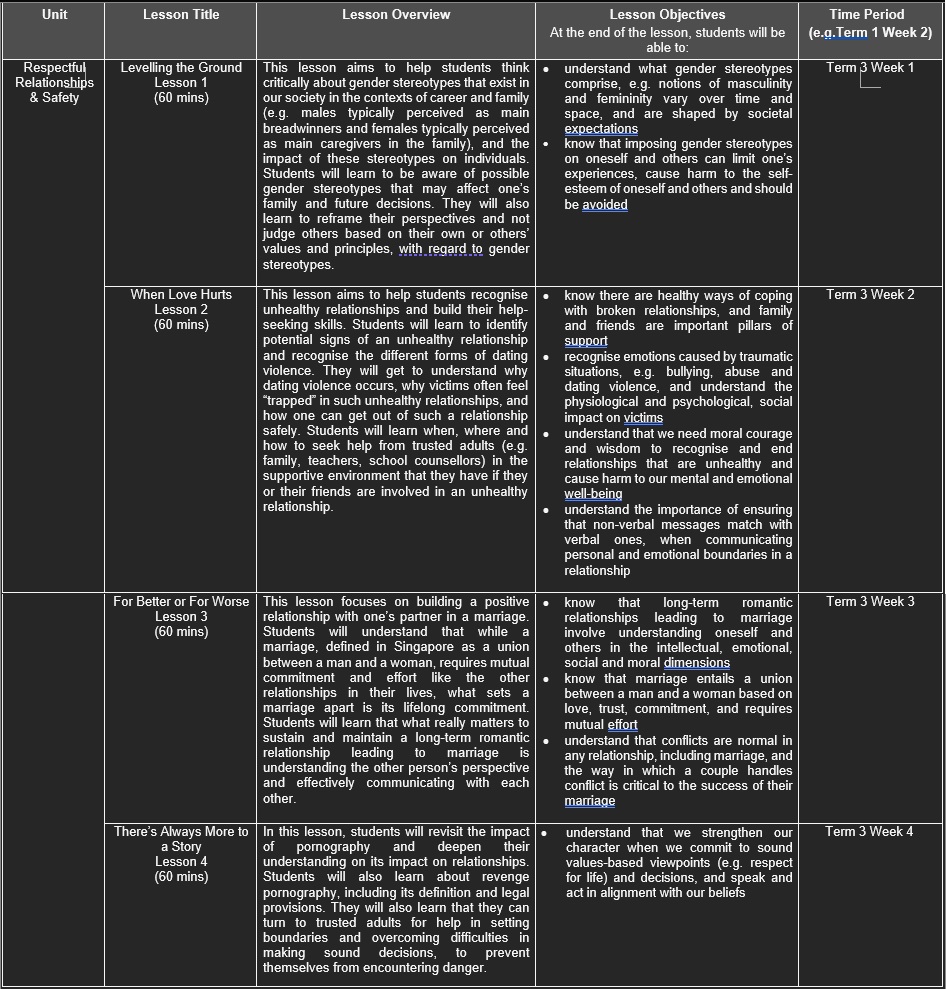 Unit
Lesson Title
Lesson Overview
Lesson Objectives
At the end of the lesson, students will be
able to:
Time Period
(e.g.Term 1 Week 2)
Respectful
Relationships
& Safety
Levelling the Ground
Lesson 1
(60 mins)
This lesson aims to help students think
critically about gender stereotypes that exist in
our society in the contexts of career and family
(e.g. males typically perceived as main
breadwinners and females typically perceived
as main caregivers in the family), and the
impact of these stereotypes on individuals.
Students will learn to be aware of possible
gender stereotypes that may affect one's
family and future decisions. They will also
learn to reframe their perspectives and not
judge others based on their own or others'
values and principles, with regard to gender
stereotypes.
• understand what gender stereotypes
comprise, e.g. notions of masculinity
and femininity vary over time and
space, and are shaped by societal
expectations
• know that imposing gender stereotypes
on oneself and others can limit one's
experiences, cause harm to the self-
esteem of oneself and others and should
be avoided
Term 3 Week 1
When Love Hurts
Lesson 2
(60 mins)
This lesson aims to help students recognise
unhealthy relationships and build their help-
seeking skills. Students will learn to identify
potential signs of an unhealthy relationship
and recognise the different forms of dating
violence. They will get to understand why
dating violence occurs, why victims often feel
"trapped" in such unhealthy relationships, and
how one can get out of such a relationship
safely. Students will learn when, where and
how to seek help from trusted adults (e.g.
family, teachers, school counsellors) in the
supportive environment that they have if they
or their friends are involved in an unhealthy
relationship.
• know there are healthy ways of coping
with broken relationships, and family
and friends are important pillars of
support
• recognise emotions caused by traumatic
situations, e.g. bullying, abuse and
dating violence, and understand the
physiological and psychological, social
impact on victims
• understand that we need moral courage
and wisdom to recognise and end
relationships that are unhealthy and
cause harm to our mental and emotional
well-being
• understand the importance of ensuring
that non-verbal messages match with
verbal ones, when communicating
personal and emotional boundaries in a
relationship
Term 3 Week 2
For Better or For Worse
Lesson 3
(60 mins)
This lesson focuses on building a positive
relationship with one's partner in a marriage.
Students will understand that while a
marriage, defined in Singapore as a union
between a man and a woman, requires mutual
commitment and effort like the other
relationships in their lives, what sets a
marriage apart is its lifelong commitment.
Students will learn that what really matters to
sustain and maintain a long-term romantic
relationship leading to marriage is
understanding the other person's perspective
and effectively communicating with each
other.
• know that long-term romantic
relationships leading to marriage
involve understanding oneself and
others in the intellectual, emotional,
social and moral dimensions
• know that marriage entails a union
between a man and a woman based on
love, trust, commitment, and requires
mutual effort
• understand that conflicts are normal in
any relationship, including marriage, and
the way in which a couple handles
conflict is critical to the success of their
marriage
Term 3 Week 3
There's Always More to
a Story
Lesson 4
(60 mins)
In this lesson, students will revisit the impact
of pornography and deepen their
understanding on its impact on relationships.
Students will also learn about revenge
pornography, including its definition and legal
provisions. They will also learn that they can
turn to trusted adults for help in setting
boundaries and overcoming difficulties in
making sound decisions, to prevent
themselves from encountering danger.
• understand that we strengthen our
character when we commit to sound
values-based viewpoints (e.g. respect
for life) and decisions, and speak and
act in alignment with our beliefs
Term 3 Week 4